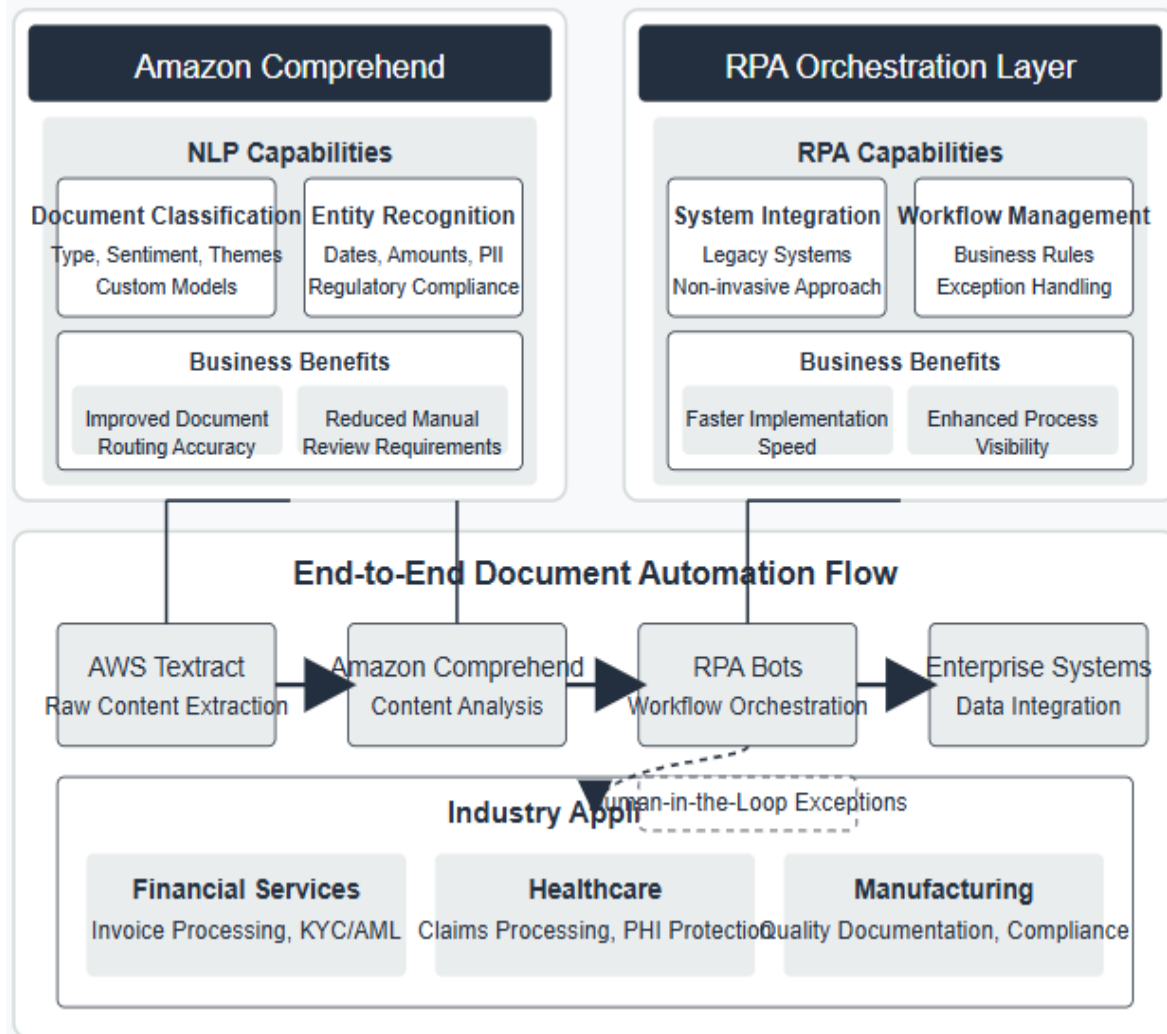 Amazon Comprehend
NLP Capabilities
Document Classification
Type, Sentiment, Themes
Custom Models
Entity Recognition
Dates, Amounts, PII
Regulatory Compliance
Business Benefits
Improved Document
Routing Accuracy
Reduced Manual
Review Requirements
RPA Orchestration Layer
RPA Capabilities
System Integration
Legacy Systems
Non-invasive Approach
Workflow Management
Business Rules
Exception Handling
Business Benefits
Faster Implementation
Speed
Enhanced Process
Visibility
End-to-End Document Automation Flow
AWS Textract
Raw Content Extraction
Amazon Comprehend
Content Analysis
RPA Bots
Workflow Orchestration
Enterprise Systems
Data Integration
Human-in-the-Loop Exceptions
Industry Appli
Financial Services
Invoice Processing, KYC/AML
Healthcare
Claims Processing, PHI Protection
Manufacturing
Quality Documentation, Compliance